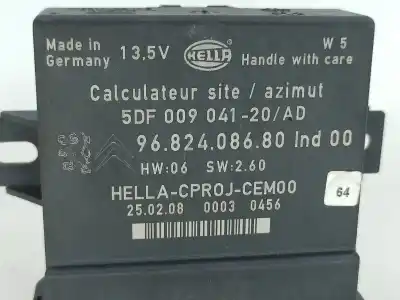 Made in
Germany
13,5V
HELLA
W 5
Handle with care
Calculateur site / azimut
5DF 009 041-20/AD
96.824.086.80 Ind 00
HW:06 SW:2.60
HELLA-CPROJ-CEM00
25.02.08 0003 0456
64